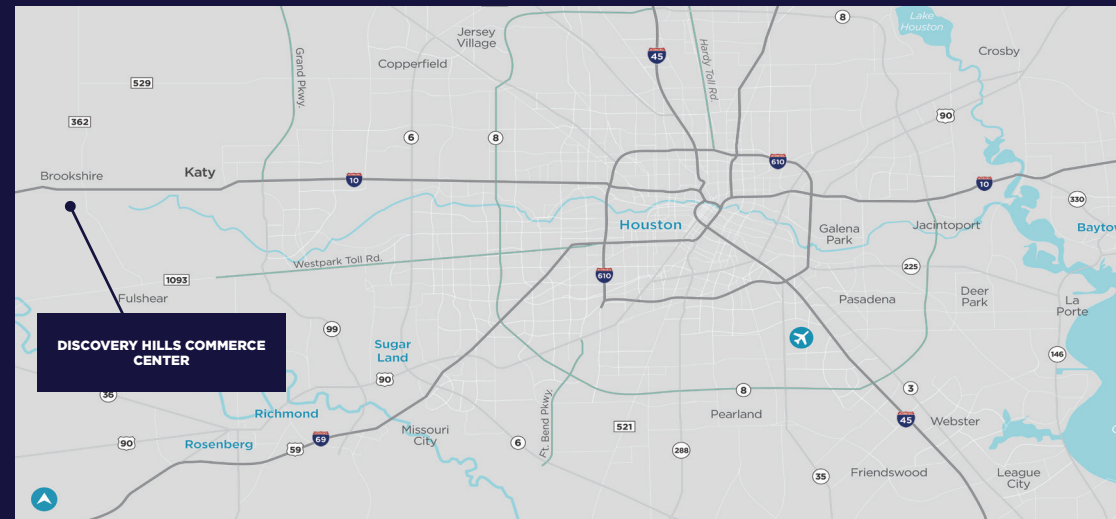 8
Lake
Houston
Jersey
Village
Hardy Toll Rd.
45
Crosby
Copperfield
Grand Pkwy.
529
362
90
6
8
610
Brookshire
Katy
10
10
330
Houston
Galena
Park
Jacintoport
Baytow
Westpark Toll Rd.
1093
610
225
Fulshear
Pasadena
Deer
Park
La
Porte
DISCOVERY HILLS COMMERCE
CENTER
99
Sugar
Land
146
90
8
3
36
Ft. Bend Pkwy.
Richmond
Pearland
45
Webster
Missouri
City
521
90
Rosenberg
59
69
6
288
35
Friendswood
League
City